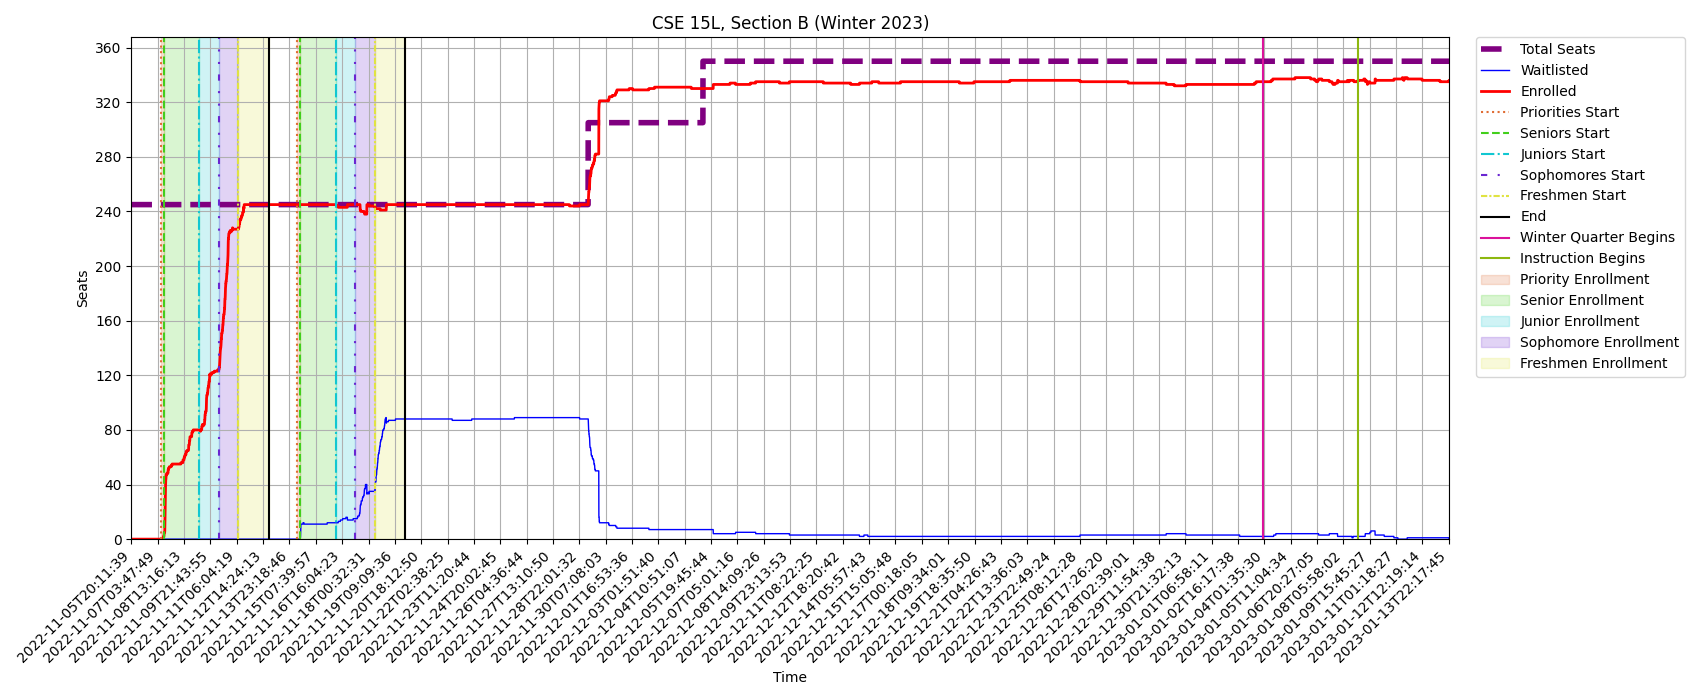 CSE 15L, Section B (Winter 2023)
Seats
360
320
280
240
200
160
120
80
40
0
2022-11-05T20:11:39
2022-11-07T03:47:49
2022-11-08T13:16:13
2022-11-09T21:43:55
2022-11-11T06:04:19
2022-11-12T14:24:13
2022-11-13T23:18:46
2022-11-15T07:39:57
2022-11-16T16:04:23
2022-11-18T00:32:31
2022-11-19T09:09:36
2022-11-20T18:12:50
2022-11-22T02:38:25
2022-11-23T11:20:44
2022-11-24T20:02:45
2022-11-26T04:36:44
2022-11-27T13:10:50
2022-11-28T22:01:32
2022-11-30T07:08:03
2022-12-01T16:53:36
2022-12-03T01:51:40
2022-12-04T10:51:07
2022-12-05T19:45:44
2022-12-07T05:01:16
2022-12-08T14:09:26
2022-12-09T23:13:53
2022-12-11T08:22:25
2022-12-12T18:20:42
2022-12-14T05:57:43
2022-12-15T15:05:48
2022-12-17T00:18:05
2022-12-18T09:34:01
2022-12-19T18:35:50
2022-12-21T04:26:43
2022-12-22T13:36:03
2022-12-23T22:49:24
2022-12-25T08:12:28
2022-12-26T17:26:20
2022-12-28T02:39:01
2022-12-29T11:54:38
2022-12-30T21:32:13
2023-01-01T06:58:11
2023-01-02T16:17:38
2023-01-04T01:35:30
2023-01-05T11:04:34
2023-01-06T20:27:05
2023-01-08T05:58:02
2023-01-09T15:45:27
2023-01-11T01:18:27
2023-01-12T12:19:14
2023-01-13T22:17:45
Time
Total Seats
Waitlisted
Enrolled
Priorities Start
Seniors Start
Juniors Start
Sophomores Start
Freshmen Start
End
Winter Quarter Begins
Instruction Begins
Priority Enrollment
Senior Enrollment
Junior Enrollment
Sophomore Enrollment
Freshmen Enrollment